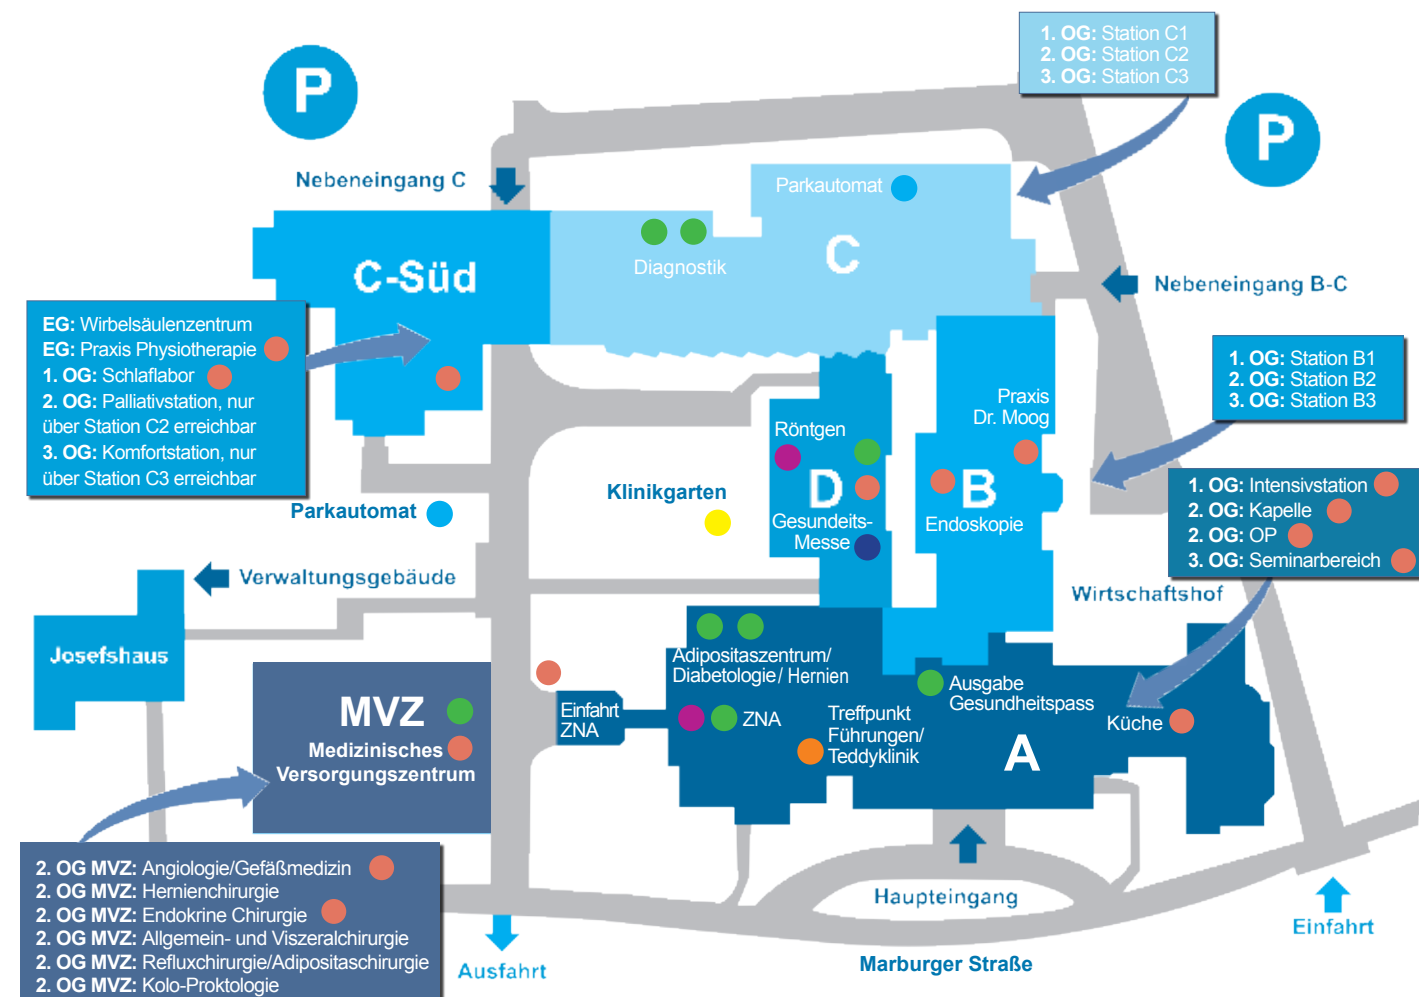 1. OG: Station C1
2. OG: Station C2
3. OG: Station C3
P
P
Nebeneingang C
Parkautomat
C-Süd
C
Diagnostik
Nebeneingang B-C
EG: Wirbelsäulenzentrum
EG: Praxis Physiotherapie
1. OG: Schlaflabor
2. OG: Palliativstation, nur
über Station C2 erreichbar
3. OG: Komfortstation, nur
über Station C3 erreichbar
1. OG: Station B1
2. OG: Station B2
3. OG: Station B3
Praxis
Dr. Moog
Röntgen
D
Gesundeits-
Messe
B
Endoskopie
Klinikgarten
Parkautomat
1. OG: Intensivstation
2. OG: Kapelle
2. OG: OP
3. OG: Seminarbereich
Verwaltungsgebäude
Wirtschaftshof
Josefshaus
Adipositaszentrum/
Diabetologie/ Hernien
Ausgabe
Gesundheitspass
MVZ
Medizinisches
Versorgungszentrum
Einfahrt
ZNA
ZNA
Treffpunkt
Führungen/
Teddyklinik
A
Küche
2. OG MVZ: Angiologie/Gefäßmedizin
2. OG MVZ: Hernienchirurgie
2. OG MVZ: Endokrine Chirurgie
2. OG MVZ: Allgemein- und Viszeralchirurgie
2. OG MVZ: Refluxchirurgie/Adipositaschirurgie
2. OG MVZ: Kolo-Proktologie
Haupteingang
Einfahrt
Ausfahrt
Marburger Straße